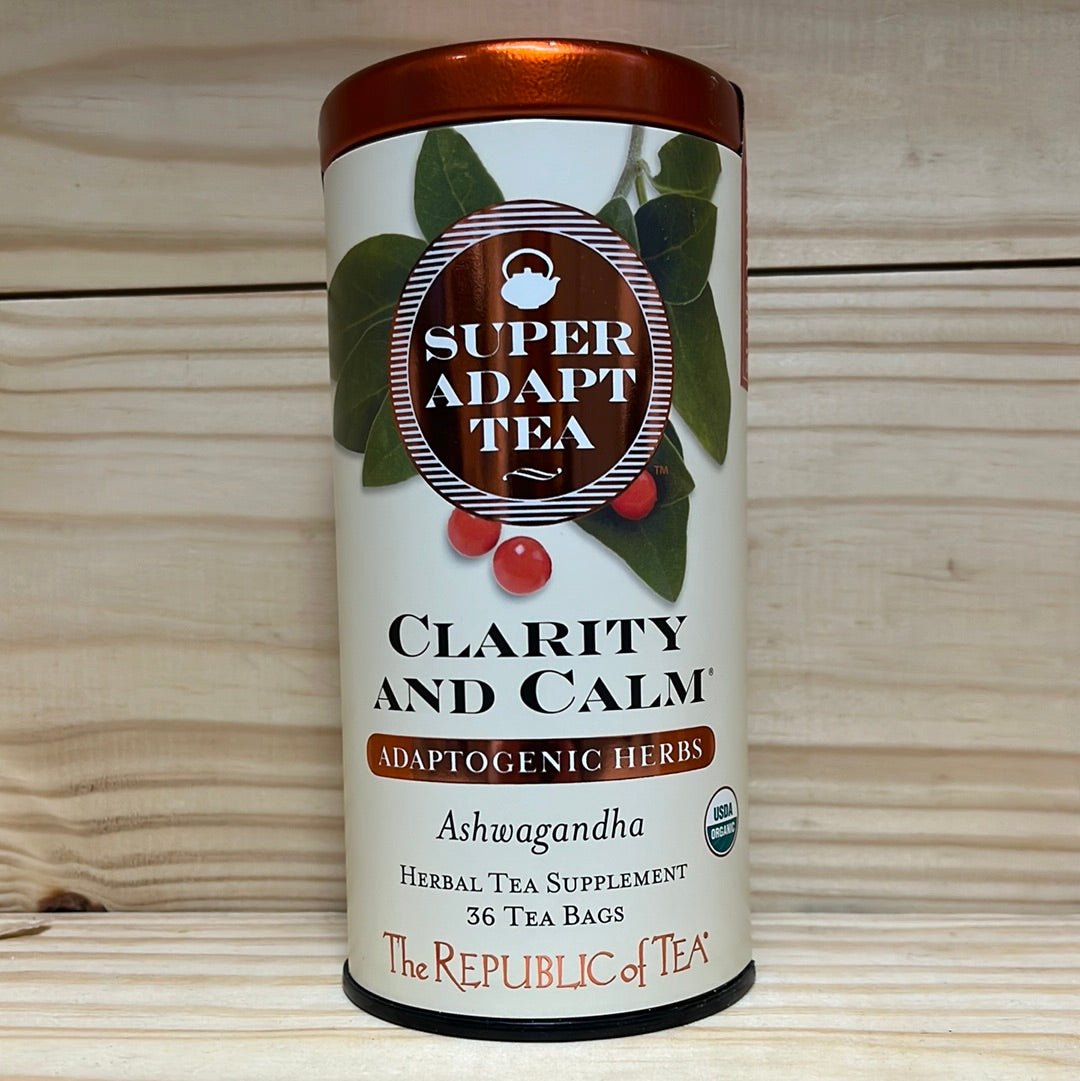 SUPER
ADAPT
TEA
TM
CLARITY
AND CALM®
ADAPTOGENIC HERBS
Ashwagandha
USDA
ORGANIC
HERBAL TEA SUPPLEMENT
36 TEA BAGS
The REPUBLIC of TEA®